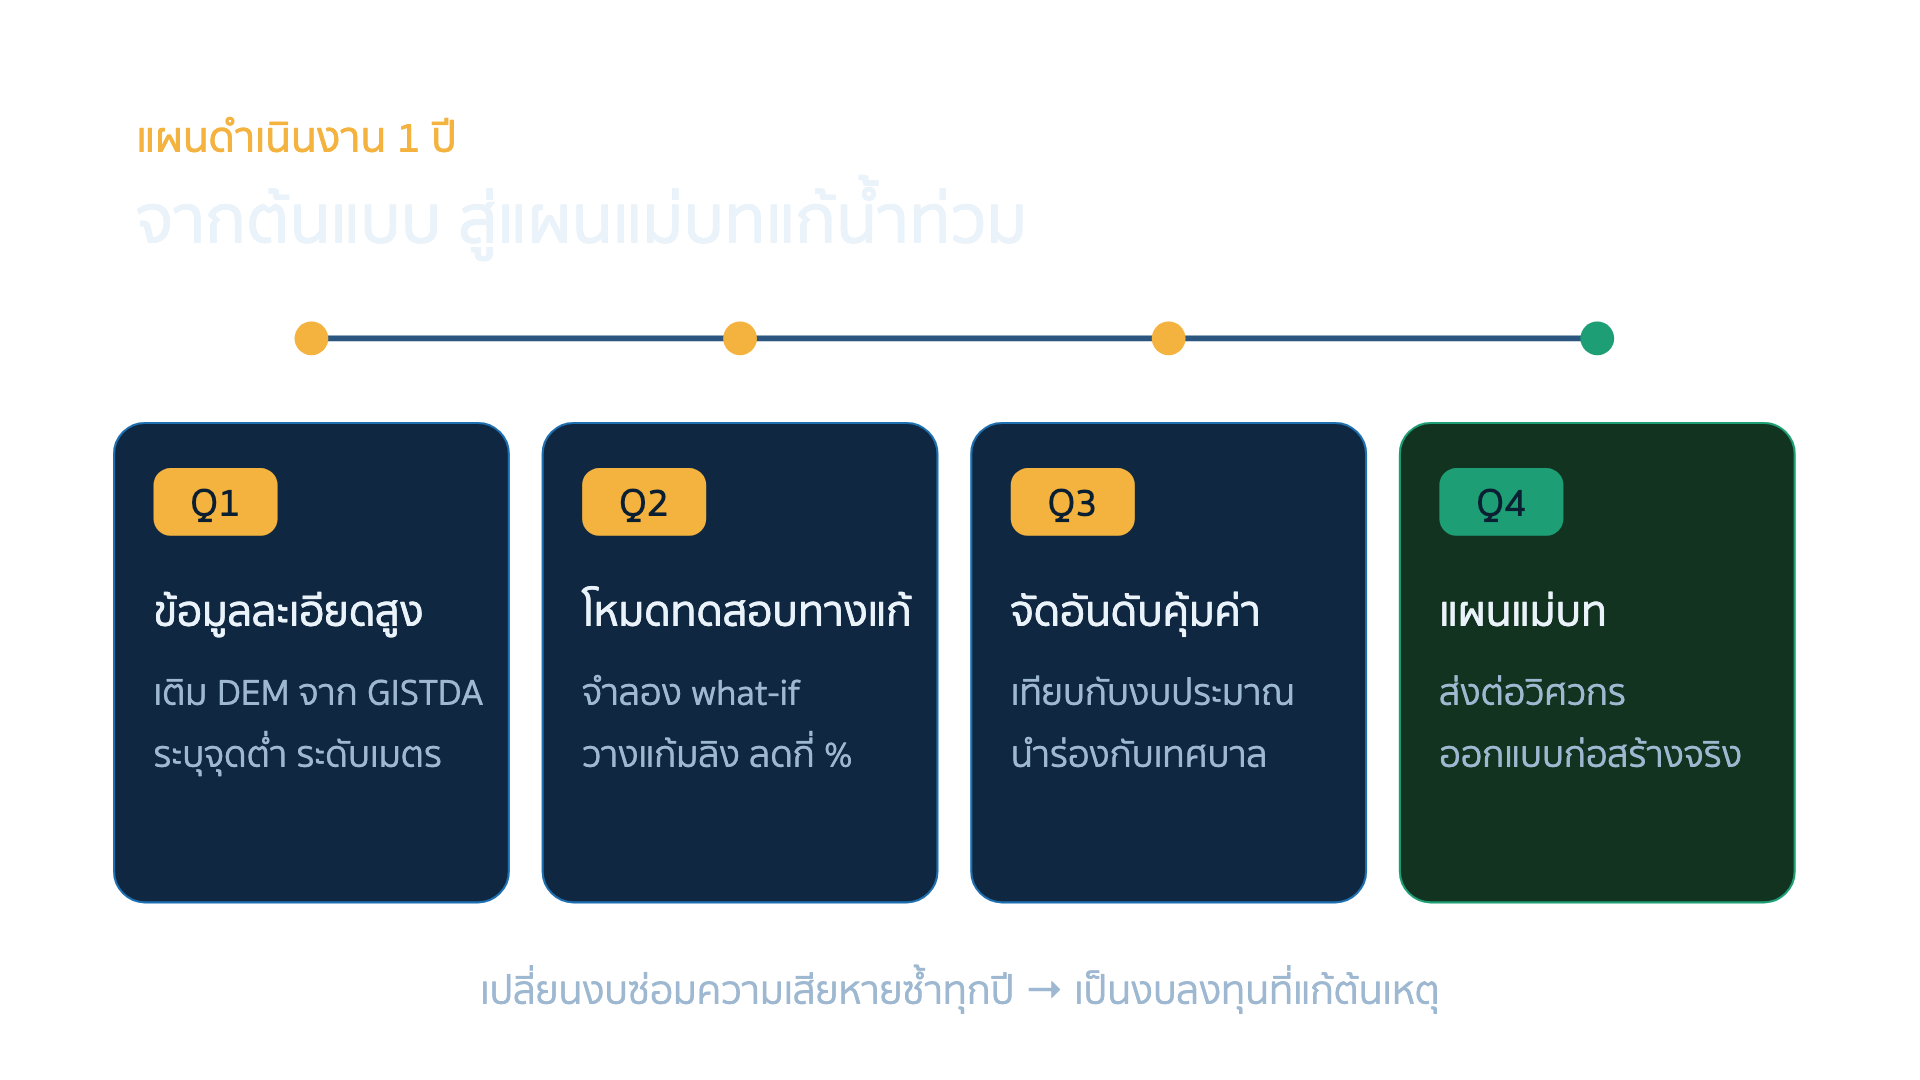 แผนดำเนินงาน 1 ปี
จากต้นแบบ สู่แผนแม่บทแก้น้ำท่วม
Q1
ข้อมูลละเอียดสูง
เติม DEM จาก GISTDA
ระบุจุดต่ำ ระดับเมตร
Q2
โหมดทดสอบทางแก้
จำลอง what-if
วางแก้มลิง ลดกี่ %
Q3
จัดอันดับคุ้มค่า
เทียบกับงบประมาณ
นำร่องกับเทศบาล
Q4
แผนแม่บท
ส่งต่อวิศวกร
ออกแบบก่อสร้างจริง
เปลี่ยนงบซ่อมความเสียหายซ้ำทุกปี → เป็นงบลงทุนที่แก้ต้นเหตุ